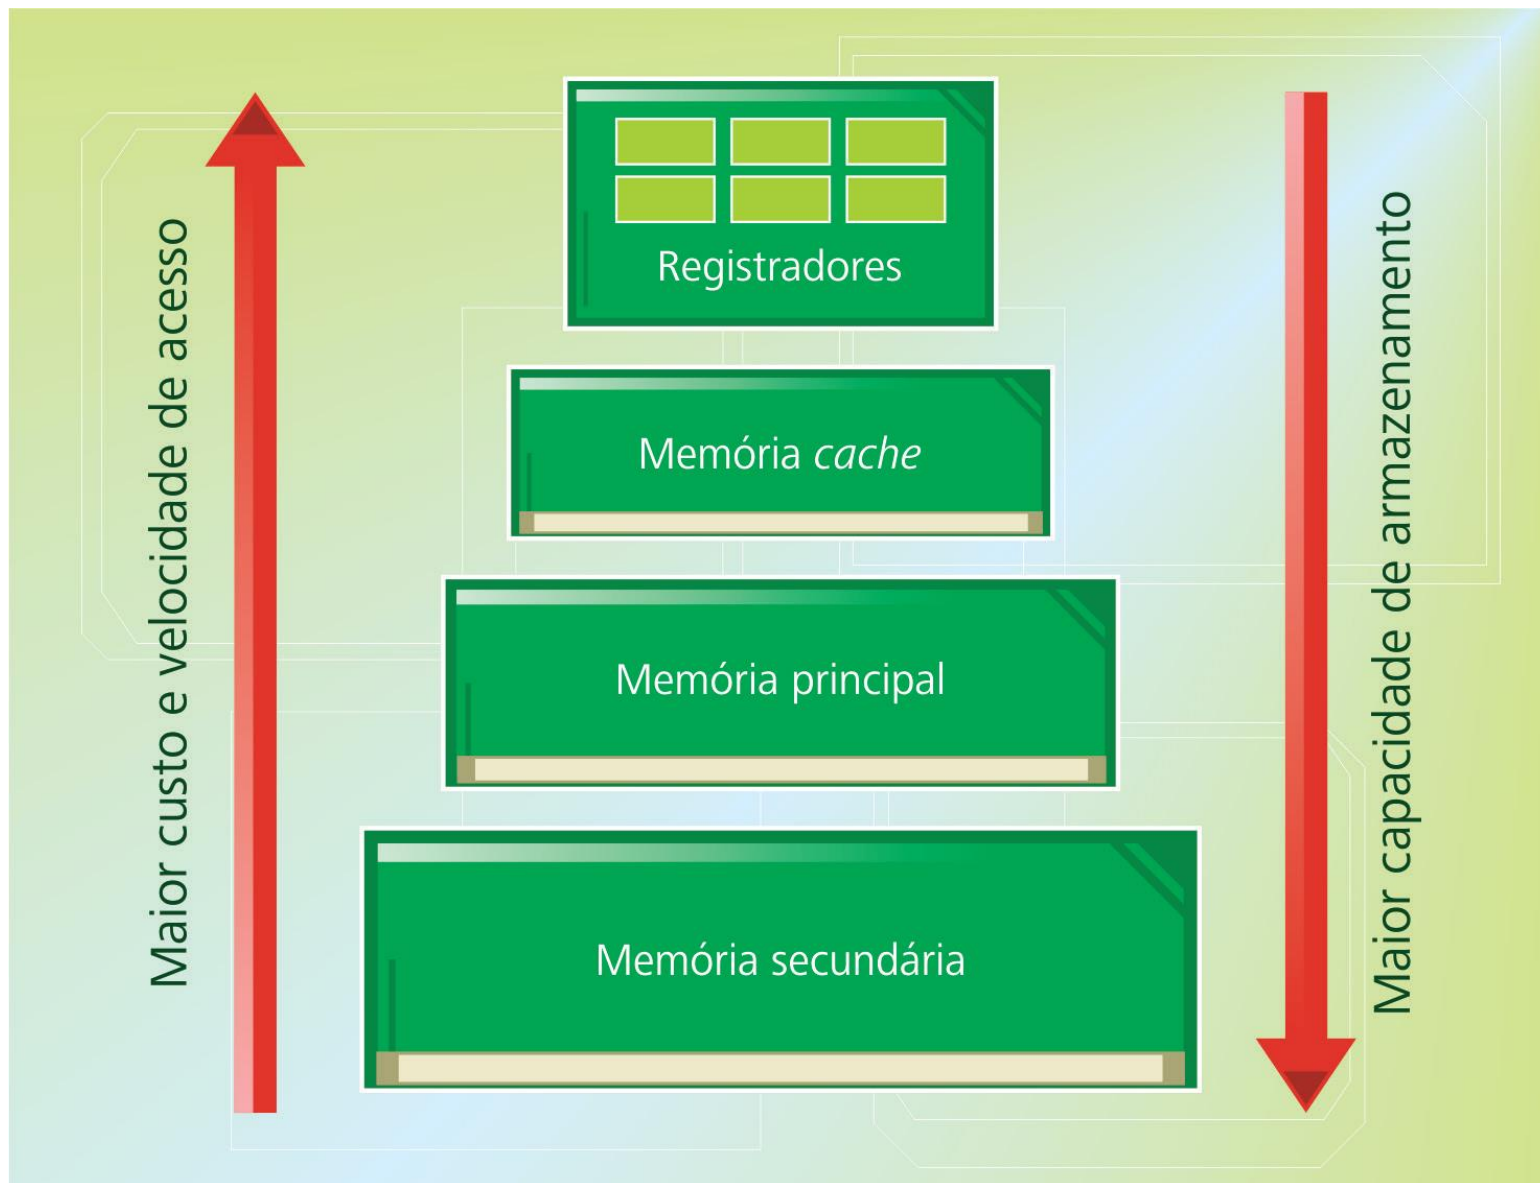 Maior custo e velocidade de acesso
Registradores
Memória cache
Memória principal
Memória secundária
Maior capacidade de armazenamento